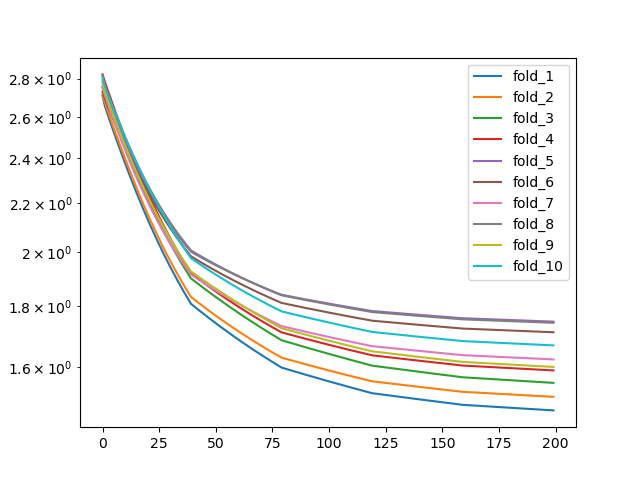 2.8 × 10⁰
2.6 × 10⁰
2.4 × 10⁰
2.2 × 10⁰
2 × 10⁰
1.8 × 10⁰
1.6 × 10⁰
0 25 50 75 100 125 150 175 200
fold_1
fold_2
fold_3
fold_4
fold_5
fold_6
fold_7
fold_8
fold_9
fold_10